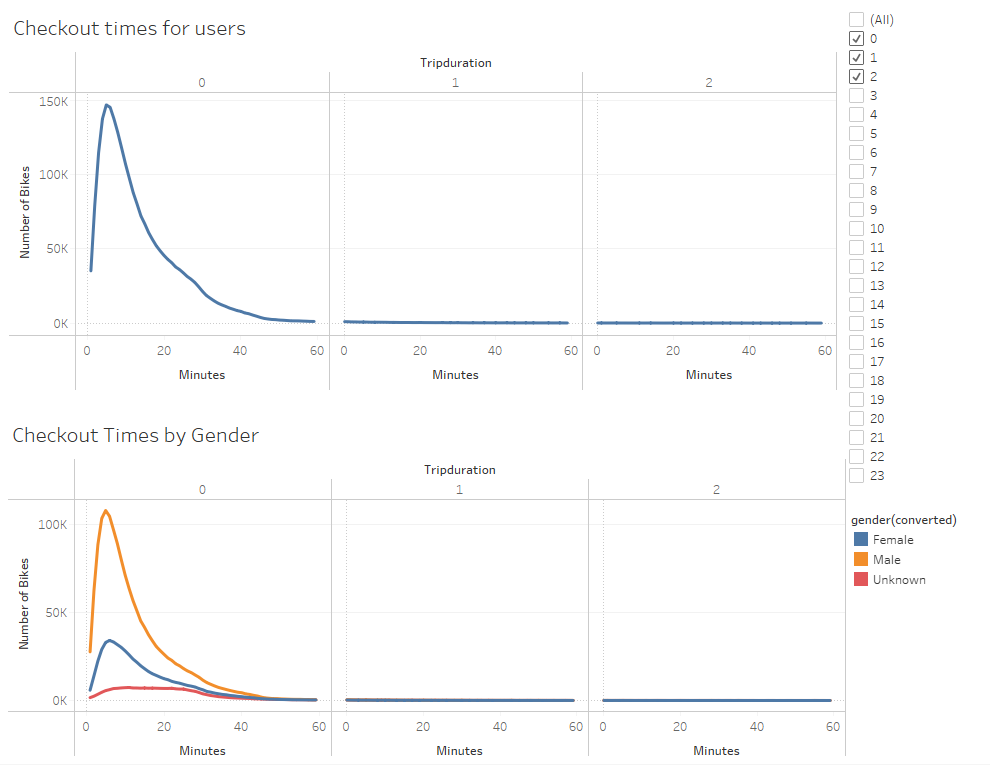 Checkout times for users
Tripduration
0 1 2
150K
100K
50K
0K
Number of Bikes
0 20 40 60 0 20 40 60 0 20 40 60
Minutes Minutes Minutes
(All)
0
1
2
3
4
5
6
7
8
9
10
11
12
13
14
15
16
17
18
19
20
21
22
23
Checkout Times by Gender
Tripduration
0 1 2
100K
50K
0K
Number of Bikes
0 20 40 60 0 20 40 60 0 20 40 60
Minutes Minutes Minutes
gender(converted)
Female
Male
Unknown